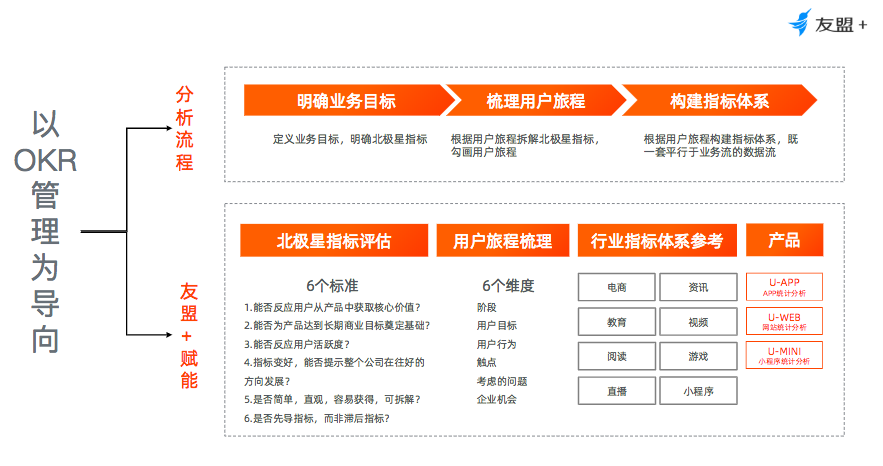 友盟+
以
OKR
管
理
为
导
向
分
析
流
程
明确业务目标
梳理用户旅程
构建指标体系
定义业务目标，明确北极星指标
根据用户旅程拆解北极星指标，
勾画用户旅程
根据用户旅程构建指标体系，既
一套平行于业务流的数据流
友
盟
+
赋
能
北极星指标评估
用户旅程梳理
行业指标体系参考
产品
6个标准
1.能否反应用户从产品中获取核心价值？
2.能否为产品达到长期商业目标奠定基础？
3.能否反应用户活跃度？
4.指标变好，能否提示整个公司在往好的
方向发展？
5.是否简单，直观，容易获得，可拆解？
6.是否先导指标，而非滞后指标？
6个维度
阶段
用户目标
用户行为
触点
考虑的问题
企业机会
电商
资讯
教育
视频
阅读
游戏
直播
小程序
U-APP
APP统计分析
U-WEB
网站统计分析
U-MINI
小程序统计分析